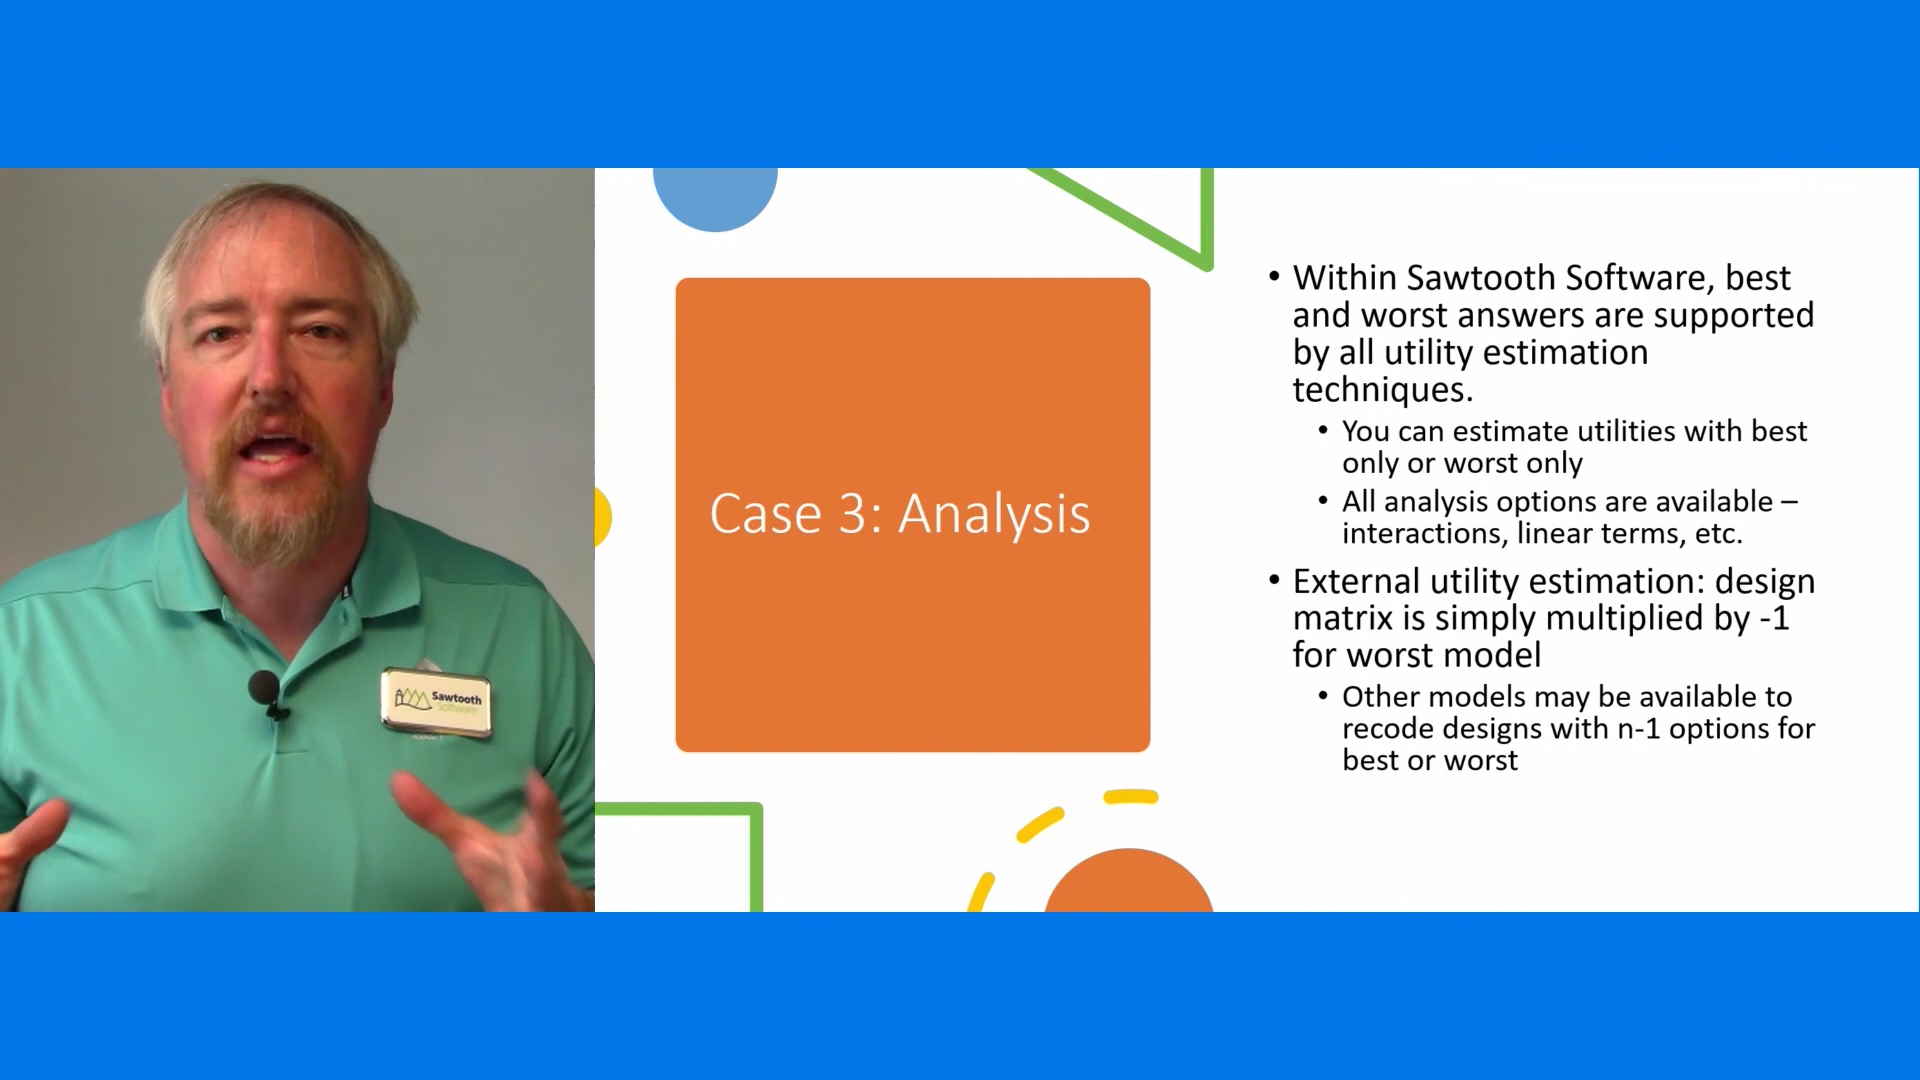 Sawtooth
Software
Case 3: Analysis
• Within Sawtooth Software, best
and worst answers are supported
by all utility estimation
techniques.
• You can estimate utilities with best
only or worst only
• All analysis options are available –
interactions, linear terms, etc.
• External utility estimation: design
matrix is simply multiplied by -1
for worst model
• Other models may be available to
recode designs with n-1 options for
best or worst